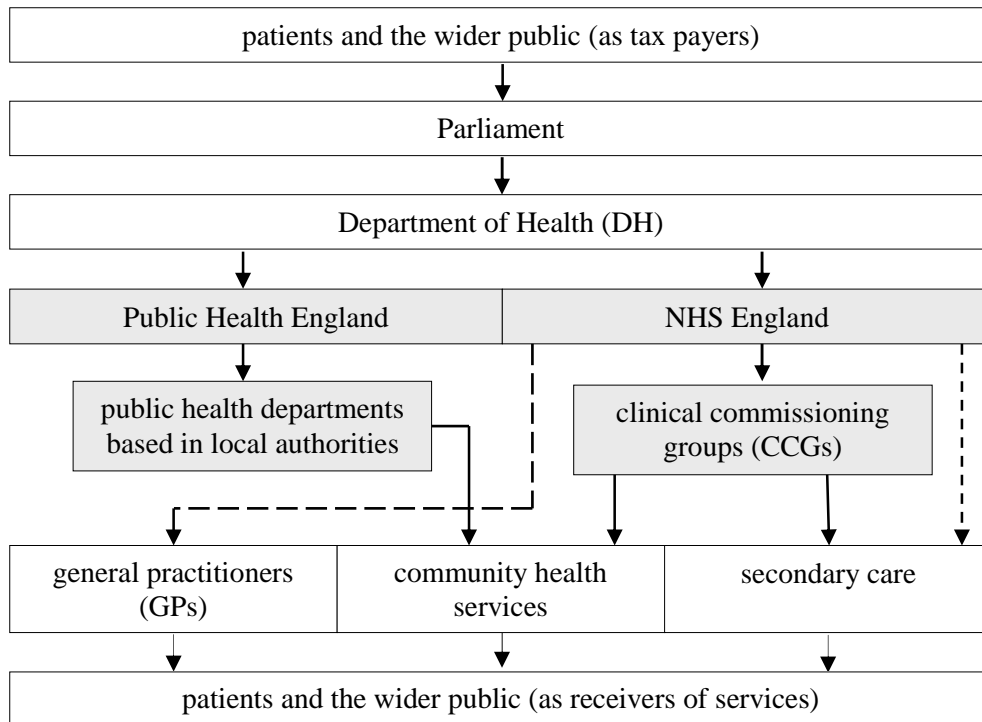 patients and the wider public (as tax payers)
Parliament
Department of Health (DH)
Public Health England
NHS England
public health departments
based in local authorities
clinical commissioning
groups (CCGs)
general practitioners
(GPs)
community health
services
secondary care
patients and the wider public (as receivers of services)